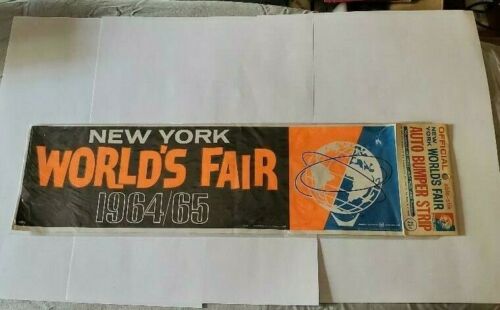 NEW YORK
WORLD'S FAIR
1964/65
OFFICIAL
NEW YORK WORLD'S FAIR
AUTO BUMPER STRIP